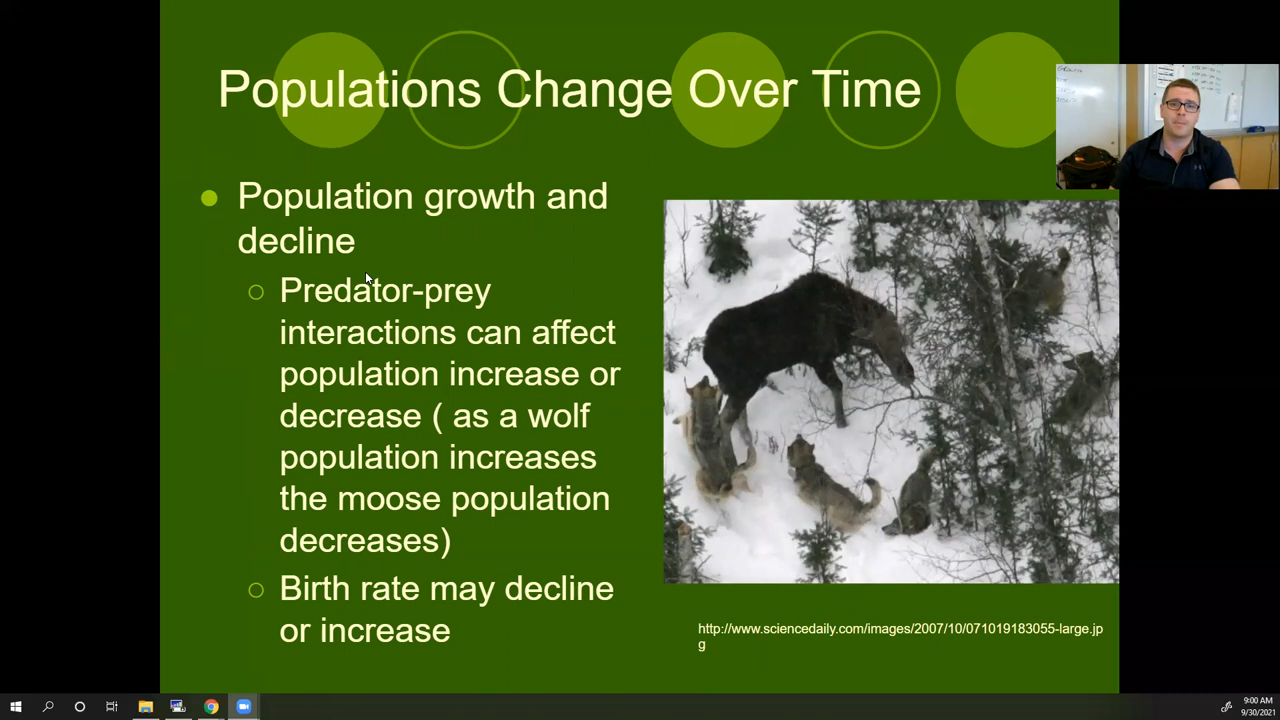 Populations Change Over Time
Population growth and
decline
Predator-prey
interactions can affect
population increase or
decrease ( as a wolf
population increases
the moose population
decreases)
Birth rate may decline
or increase
http://www.sciencedaily.com/images/2007/10/071019183055-large.jp
g
9:00 AM
9/30/2021